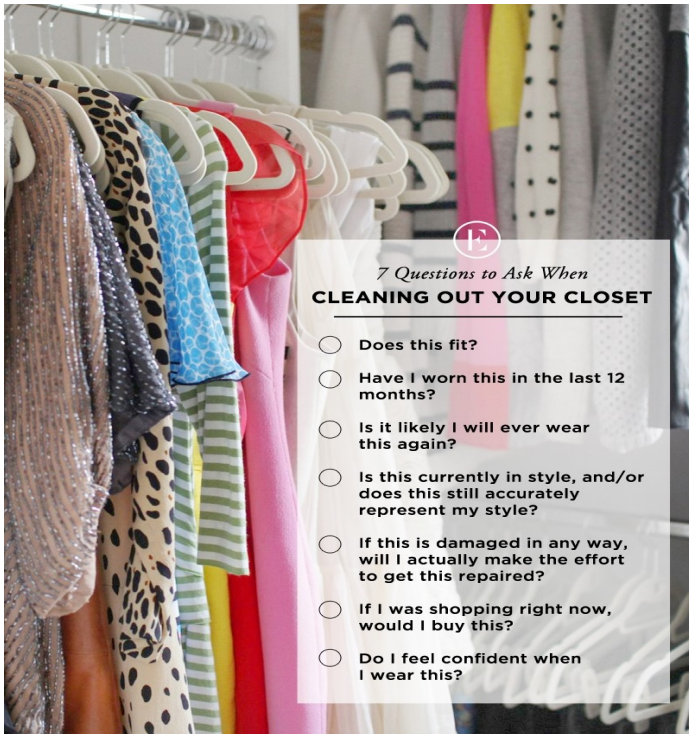 E
7 Questions to Ask When
CLEANING OUT YOUR CLOSET
Does this fit?
Have I worn this in the last 12
months?
Is it likely I will ever wear
this again?
Is this currently in style, and/or
does this still accurately
represent my style?
If this is damaged in any way,
will I actually make the effort
to get this repaired?
If I was shopping right now,
would I buy this?
Do I feel confident when
I wear this?